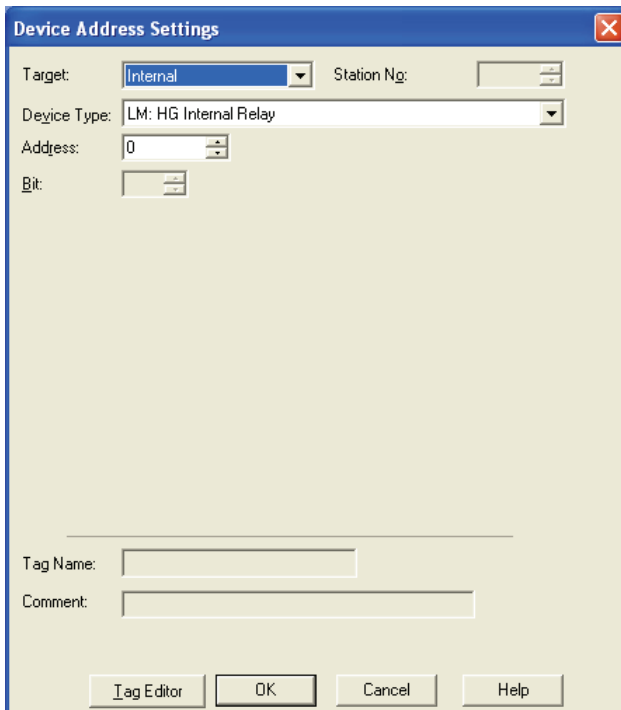 Device Address Settings
Target: Internal Station No:
Device Type: LM: HG Internal Relay
Address: 0
Bit:
Tag Name:
Comment:
Tag Editor OK Cancel Help